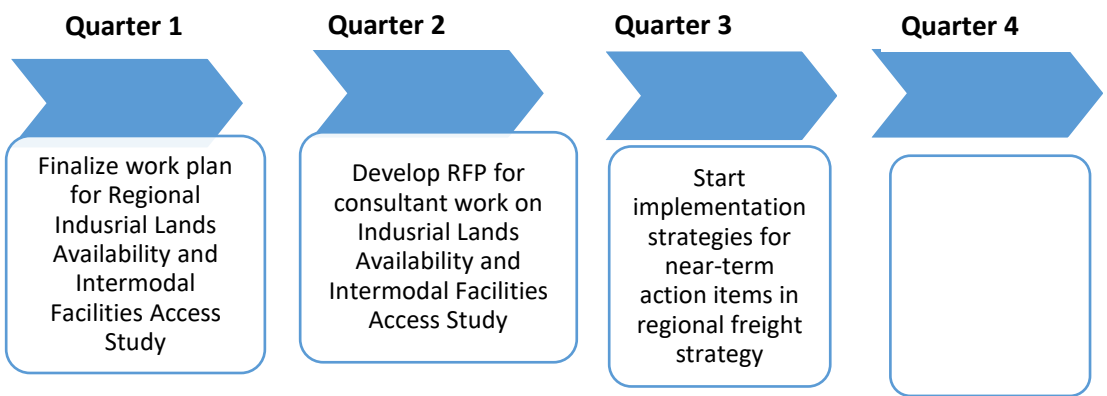 Quarter 1
Quarter 2
Quarter 3
Quarter 4
Finalize work plan
for Regional
Indusrial Lands
Availability and
Intermodal
Facilities Access
Study
Develop RFP for
consultant work on
Indusrial Lands
Availability and
Intermodal Facilities
Access Study
Start
implementation
strategies for
near-term
action items in
regional freight
strategy